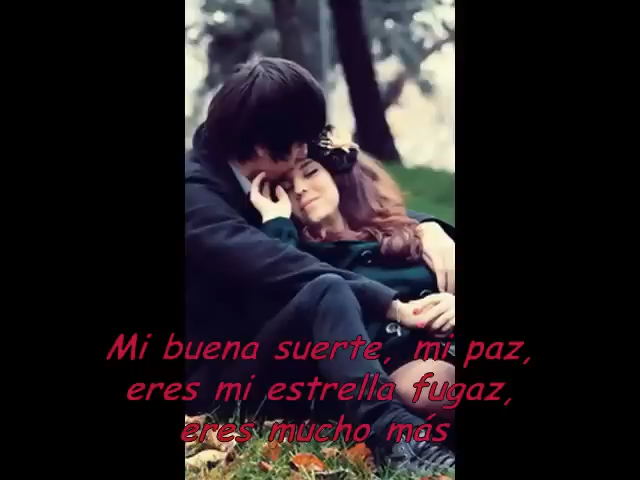 Mi buena suerte, mi paz,
eres mi estrella fugaz,
eres mucho más